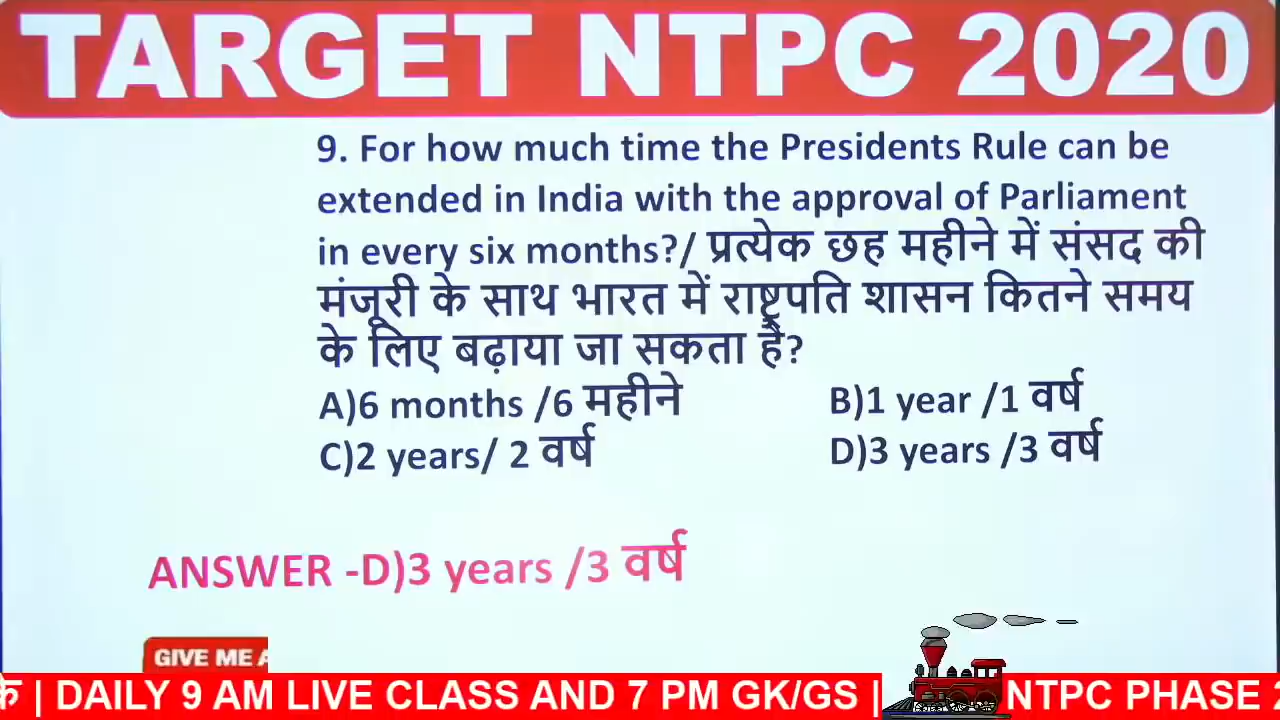 TARGET NTPC 2020
9. For how much time the Presidents Rule can be
extended in India with the approval of Parliament
in every six months?/ प्रत्येक छह महीने में संसद की
मंजूरी के साथ भारत में राष्ट्रपति शासन कितने समय
के लिए बढ़ाया जा सकता है?
A)6 months /6 महीने B)1 year /1 वर्ष
C)2 years/ 2 वर्ष D)3 years /3 वर्ष
ANSWER -D)3 years /3 वर्ष
GIVE ME A
के | DAILY 9 AM LIVE CLASS AND 7 PM GK/GS | NTPC PHASE 2